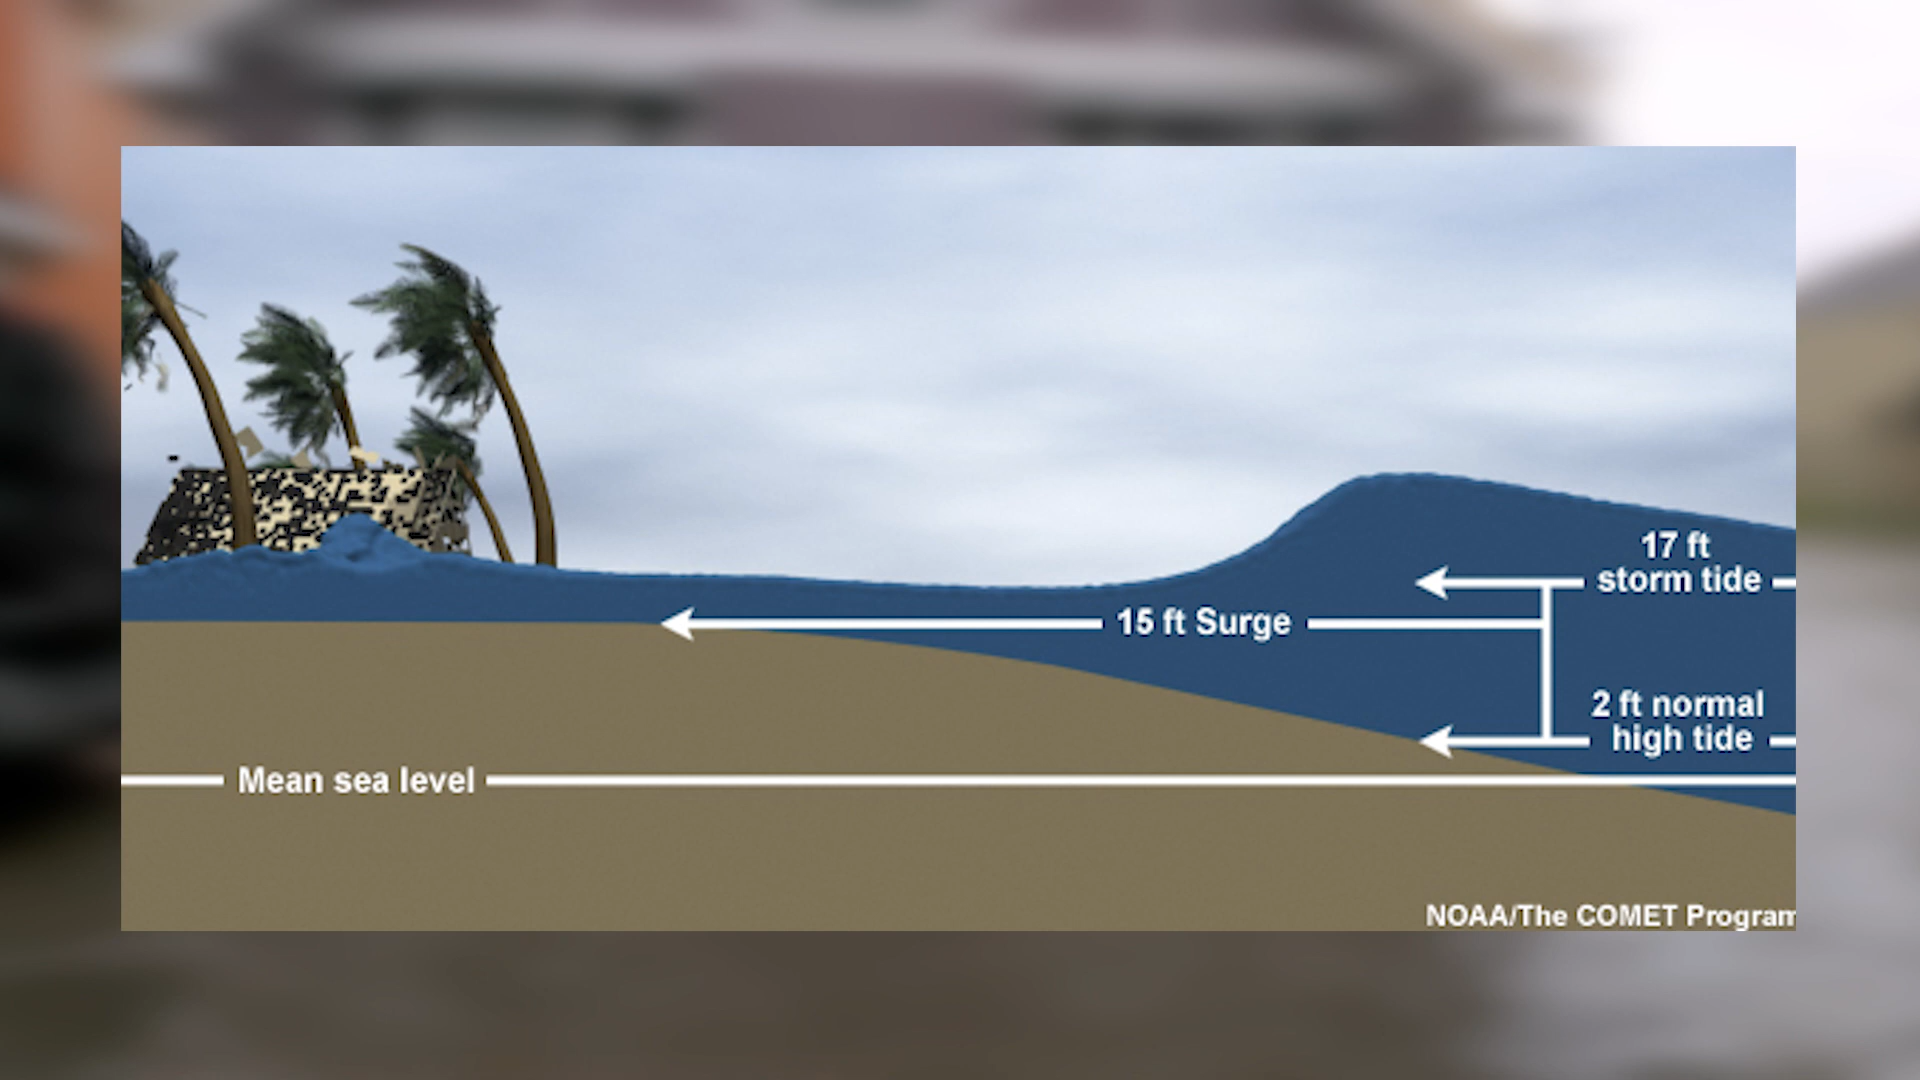 17 ft
storm tide
15 ft Surge
2 ft normal
high tide
Mean sea level
NOAA/The COMET Program